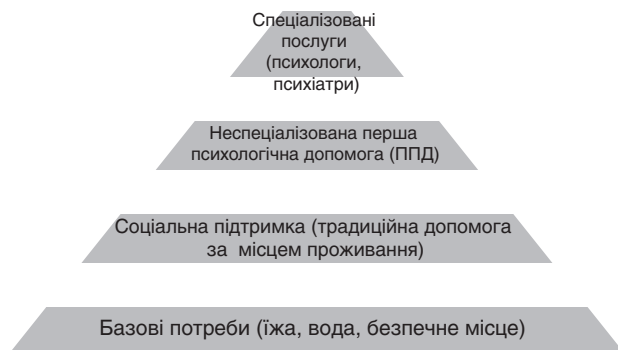 Спеціалізовані
послуги
(психологи,
психіатри)
Неспеціалізована перша
психологічна допомога (ППД)
Соціальна підтримка (традиційна допомога
за місцем проживання)
Базові потреби (їжа, вода, безпечне місце)